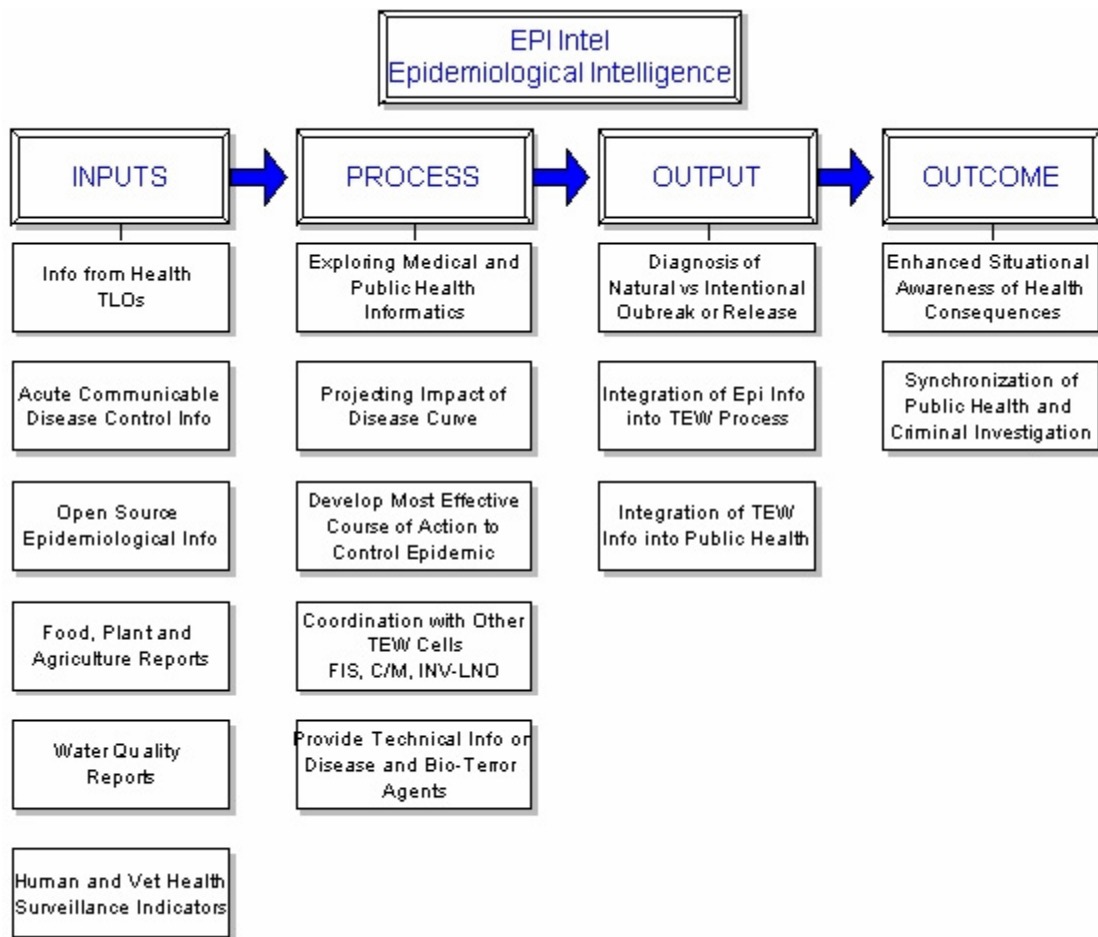 EPI Intel
Epidemiological Intelligence
INPUTS
PROCESS
OUTPUT
OUTCOME
Info from Health
TLOs
Acute Communicable
Disease Control Info
Open Source
Epidemiological Info
Food, Plant and
Agriculture Reports
Water Quality
Reports
Human and Vet Health
Surveillance Indicators
Exploring Medical and
Public Health
Informatics
Projecting Impact of
Disease Curve
Develop Most Effective
Course of Action to
Control Epidemic
Coordination with Other
TEW Cells
FIS, C/M, INV-LNO
Provide Technical Info on
Disease and Bio-Terror
Agents
Diagnosis of
Natural vs Intentional
Outbreak or Release
Integration of Epi Info
into TEW Process
Integration of TEW
Info into Public Health
Enhanced Situational
Awareness of Health
Consequences
Synchronization of
Public Health and
Criminal Investigation